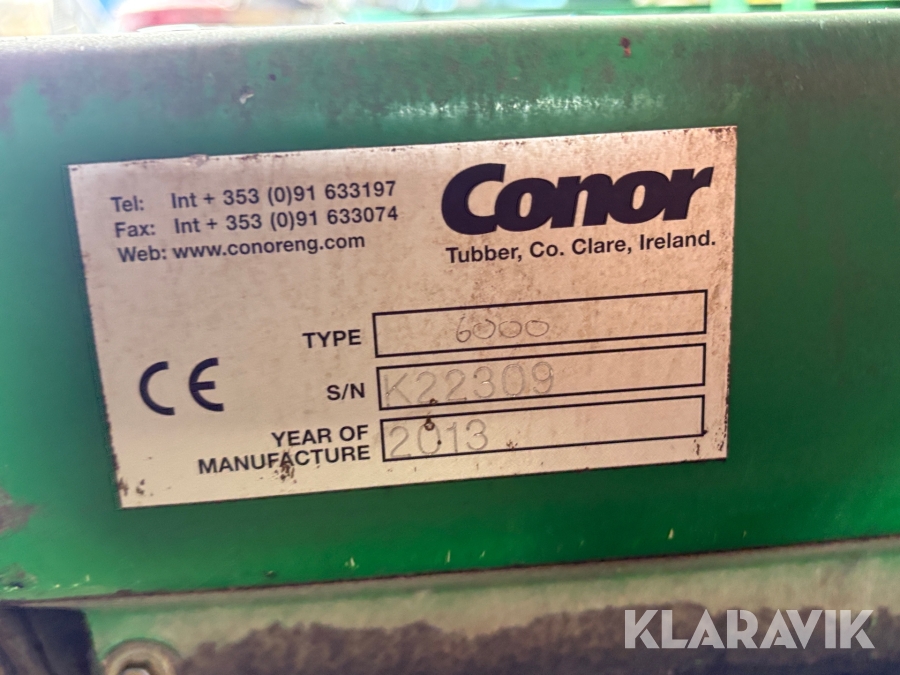 Tel: Int + 353 (0)91 633197
Fax: Int + 353 (0)91 633074
Web: www.conoreng.com
Conor
Tubber, Co. Clare, Ireland.
TYPE 6000
CE
S/N K22309
YEAR OF
MANUFACTURE 2013
KLARAVIK